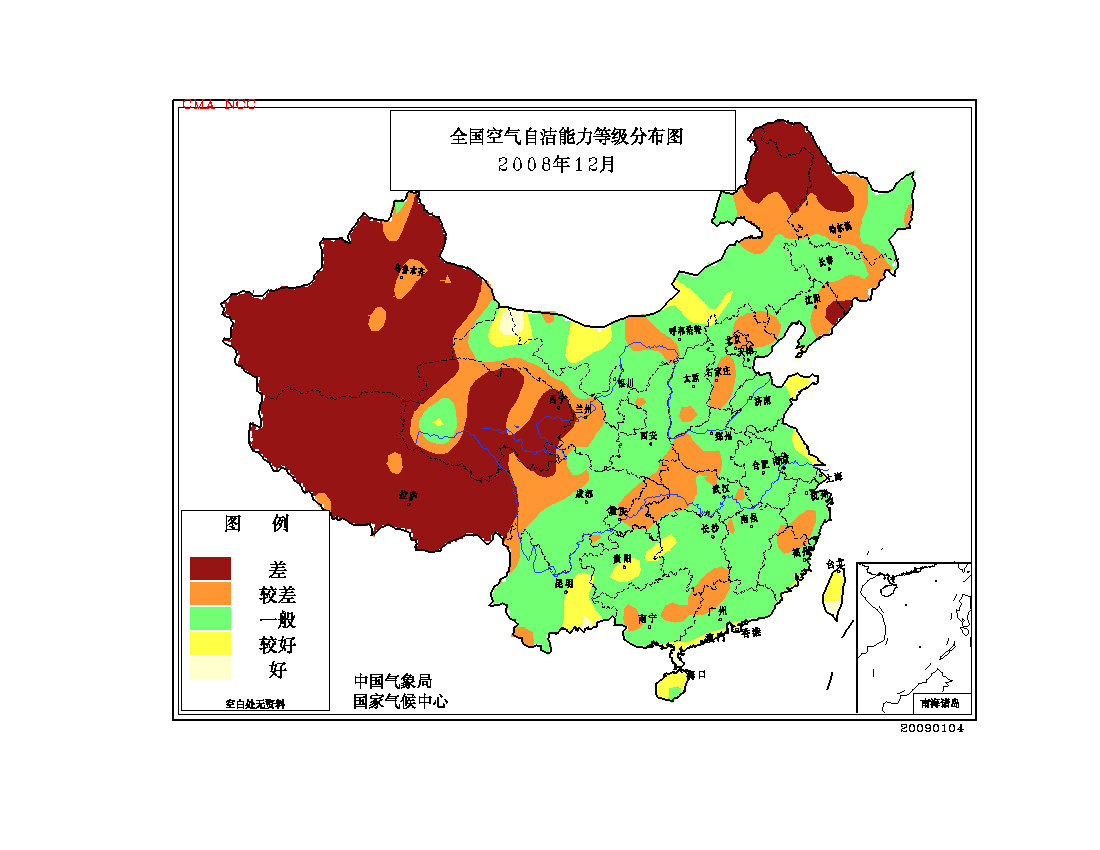 CMA NCC
全国空气自洁能力等级分布图
2008年12月
哈尔滨
长春
乌鲁木齐
沈阳
呼和浩特
北京
天津
石家庄
太原
银川
济南
西宁
兰州
西安
郑州
合肥
南京
上海
拉萨
成都
武汉
杭州
重庆
长沙
南昌
贵阳
福州
台北
昆明
南宁
广州
澳门
香港
海口
图 例
差
较差
一般
较好
好
空白处无资料
中国气象局
国家气候中心
南海诸岛
20090104